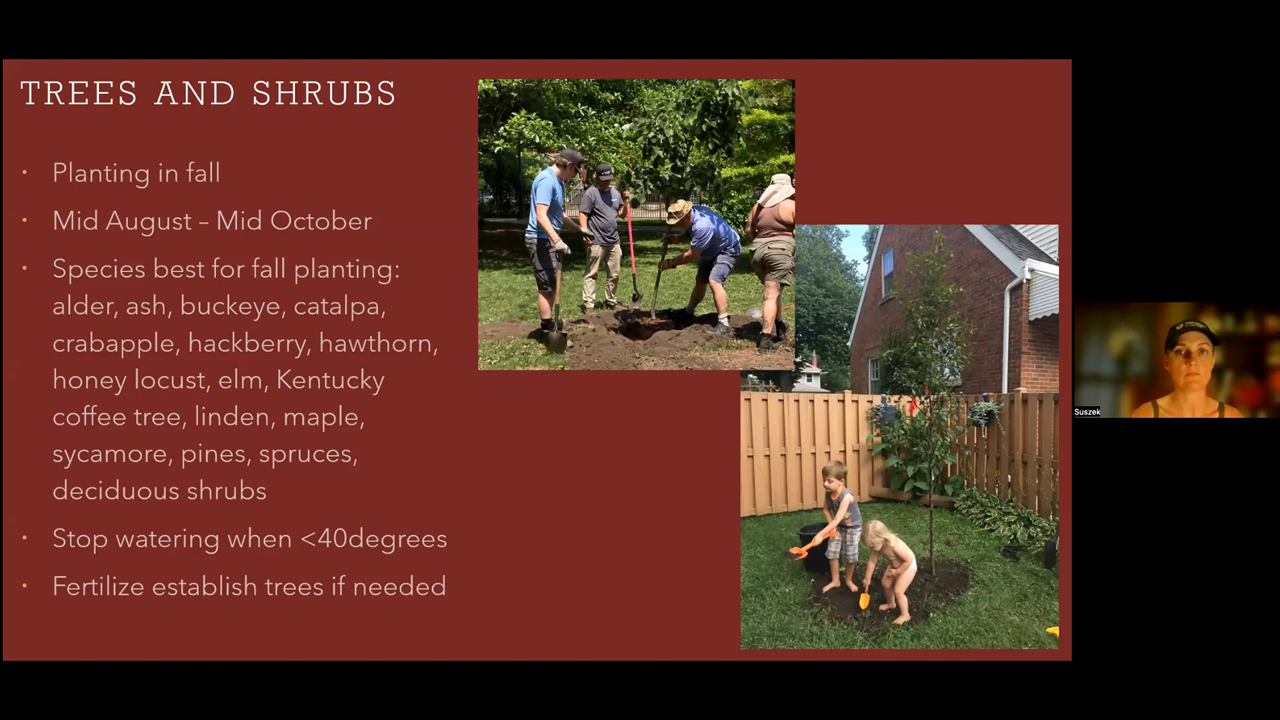 TREES AND SHRUBS
• Planting in fall
• Mid August – Mid October
• Species best for fall planting:
alder, ash, buckeye, catalpa,
crabapple, hackberry, hawthorn,
honey locust, elm, Kentucky
coffee tree, linden, maple,
sycamore, pines, spruces,
deciduous shrubs
• Stop watering when <40degrees
• Fertilize establish trees if needed
Suszek